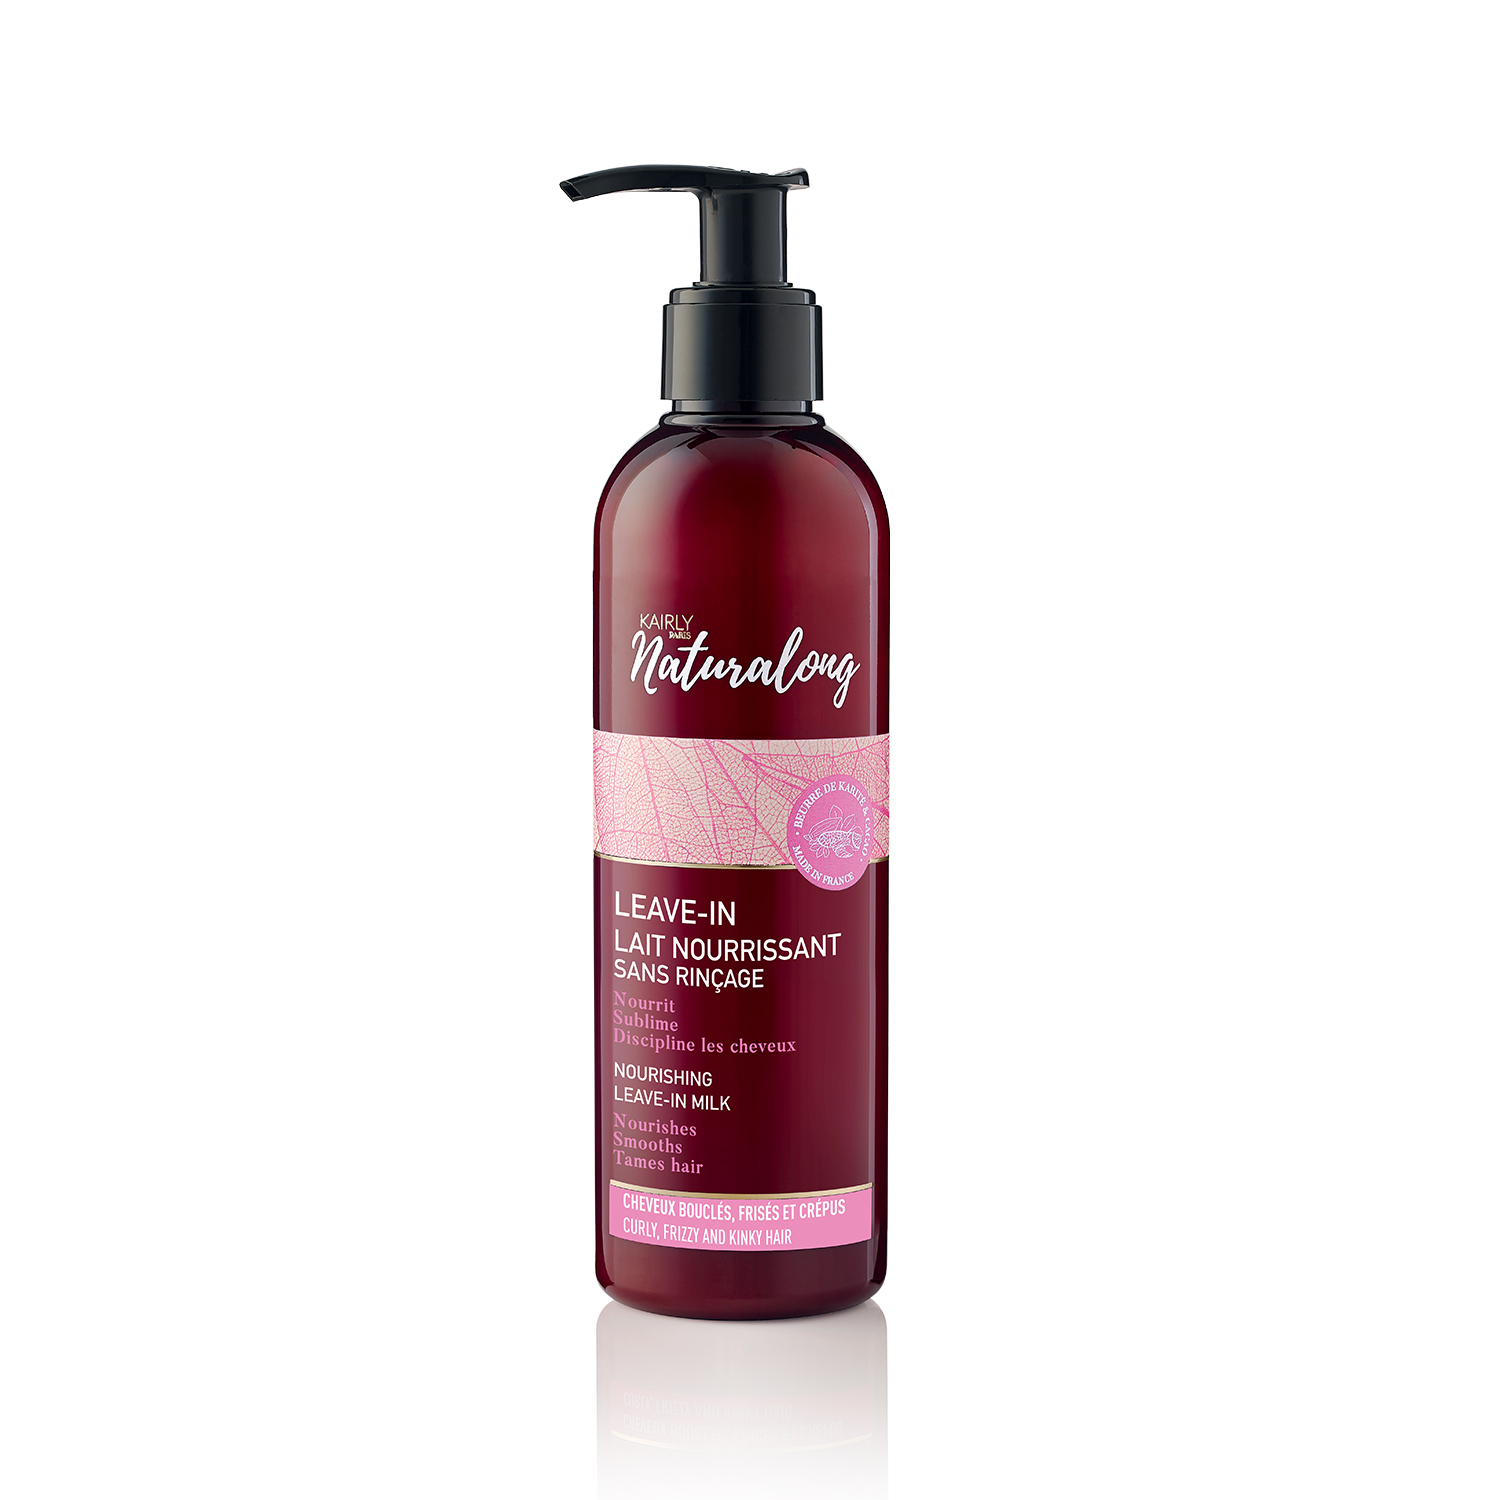 KAIRLY
PARIS
Naturalong
• BEURRE DE KARITÉ & CACAO •
MADE IN FRANCE
LEAVE-IN
LAIT NOURRISSANT
SANS RINÇAGE
Nourrit
Sublime
Discipline les cheveux
NOURISHING
LEAVE-IN MILK
Nourishes
Smooths
Tames hair
CHEVEUX BOUCLÉS, FRISÉS ET CRÉPUS
CURLY, FRIZZY AND KINKY HAIR